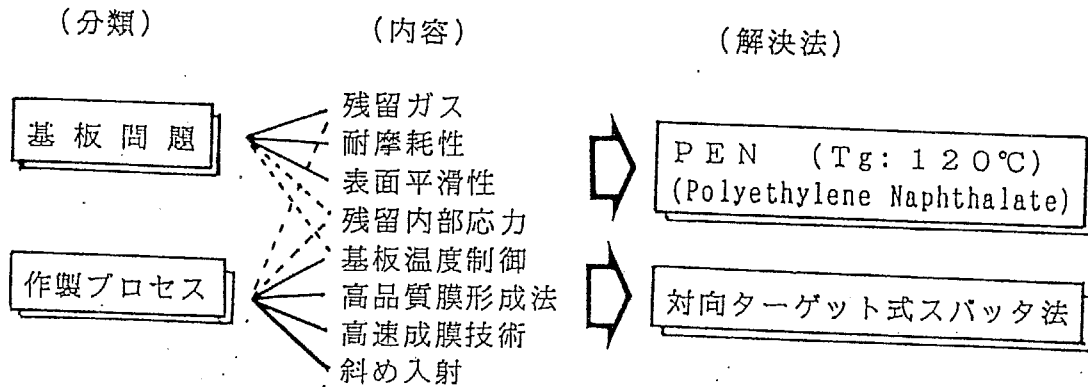 (分類)
(内容)
(解決法)
基板問題
残留ガス
耐摩耗性
表面平滑性
残留内部応力
基板温度制御
高品質膜形成法
高速成膜技術
斜め入射
作製プロセス
PEN (Tg:120℃)
(Polyethylene Naphthalate)
対向ターゲット式スパッタ法